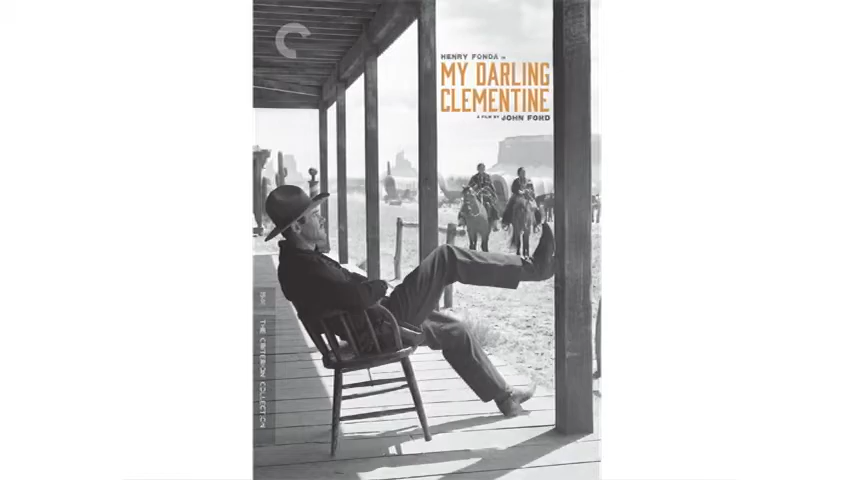 HENRY FONDA IN
MY DARLING
CLEMENTINE
A FILM BY JOHN FORD
THE CRITERION COLLECTION